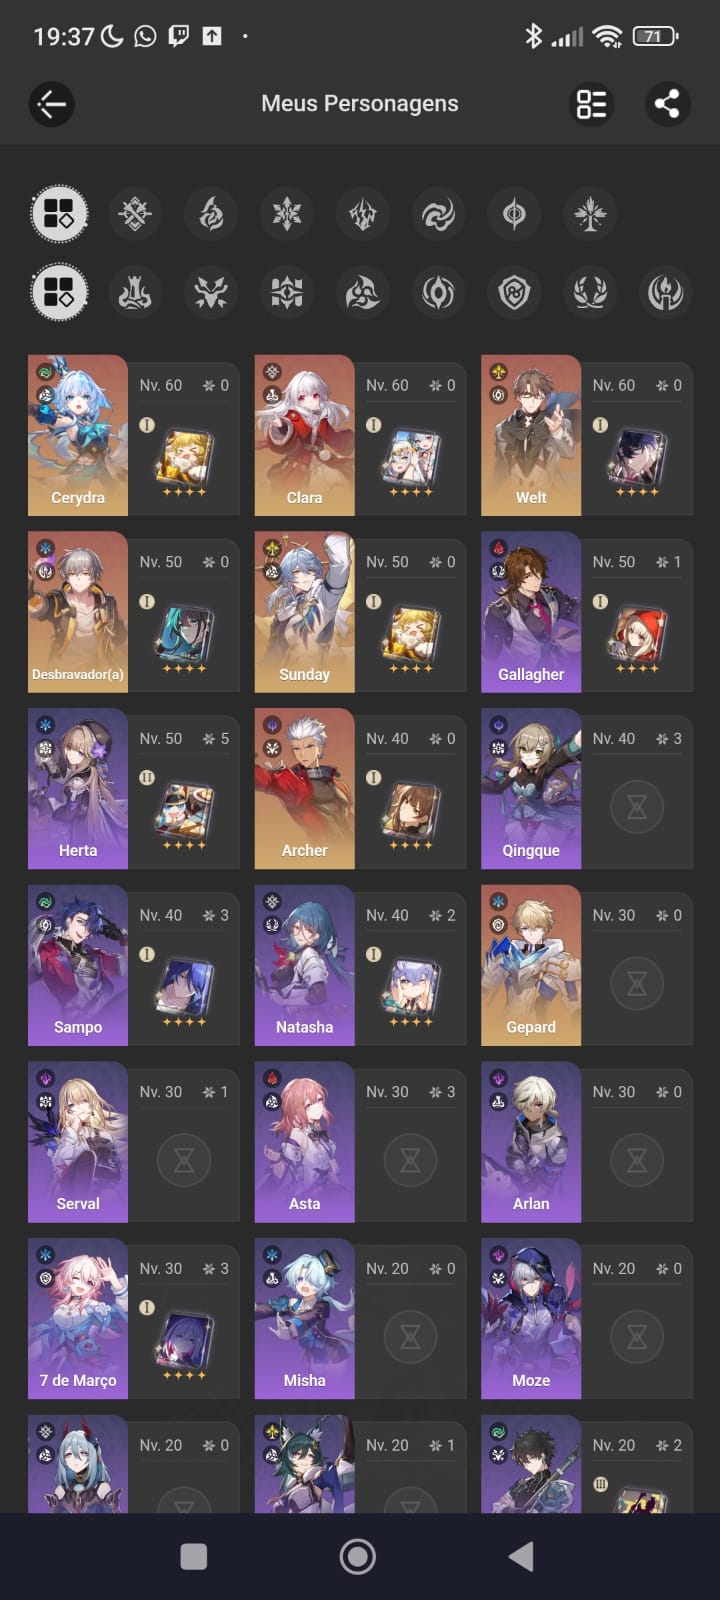 19:37
71
Meus Personagens
Nv. 60 0
I
Cerydra
Nv. 60 0
I
Clara
Nv. 60 0
I
Welt
Nv. 50 0
I
Desbravador(a)
Nv. 50 0
I
Sunday
Nv. 50 1
I
Gallagher
Nv. 50 5
II
Herta
Nv. 40 0
I
Archer
Nv. 40 3
Qingque
Nv. 40 3
I
Sampo
Nv. 40 2
I
Natasha
Nv. 30 0
Gepard
Nv. 30 1
Serval
Nv. 30 3
Asta
Nv. 30 0
Arlan
Nv. 30 3
I
7 de Março
Nv. 20 0
Misha
Nv. 20 0
Moze
Nv. 20 0
Nv. 20 1
Nv. 20 2
III